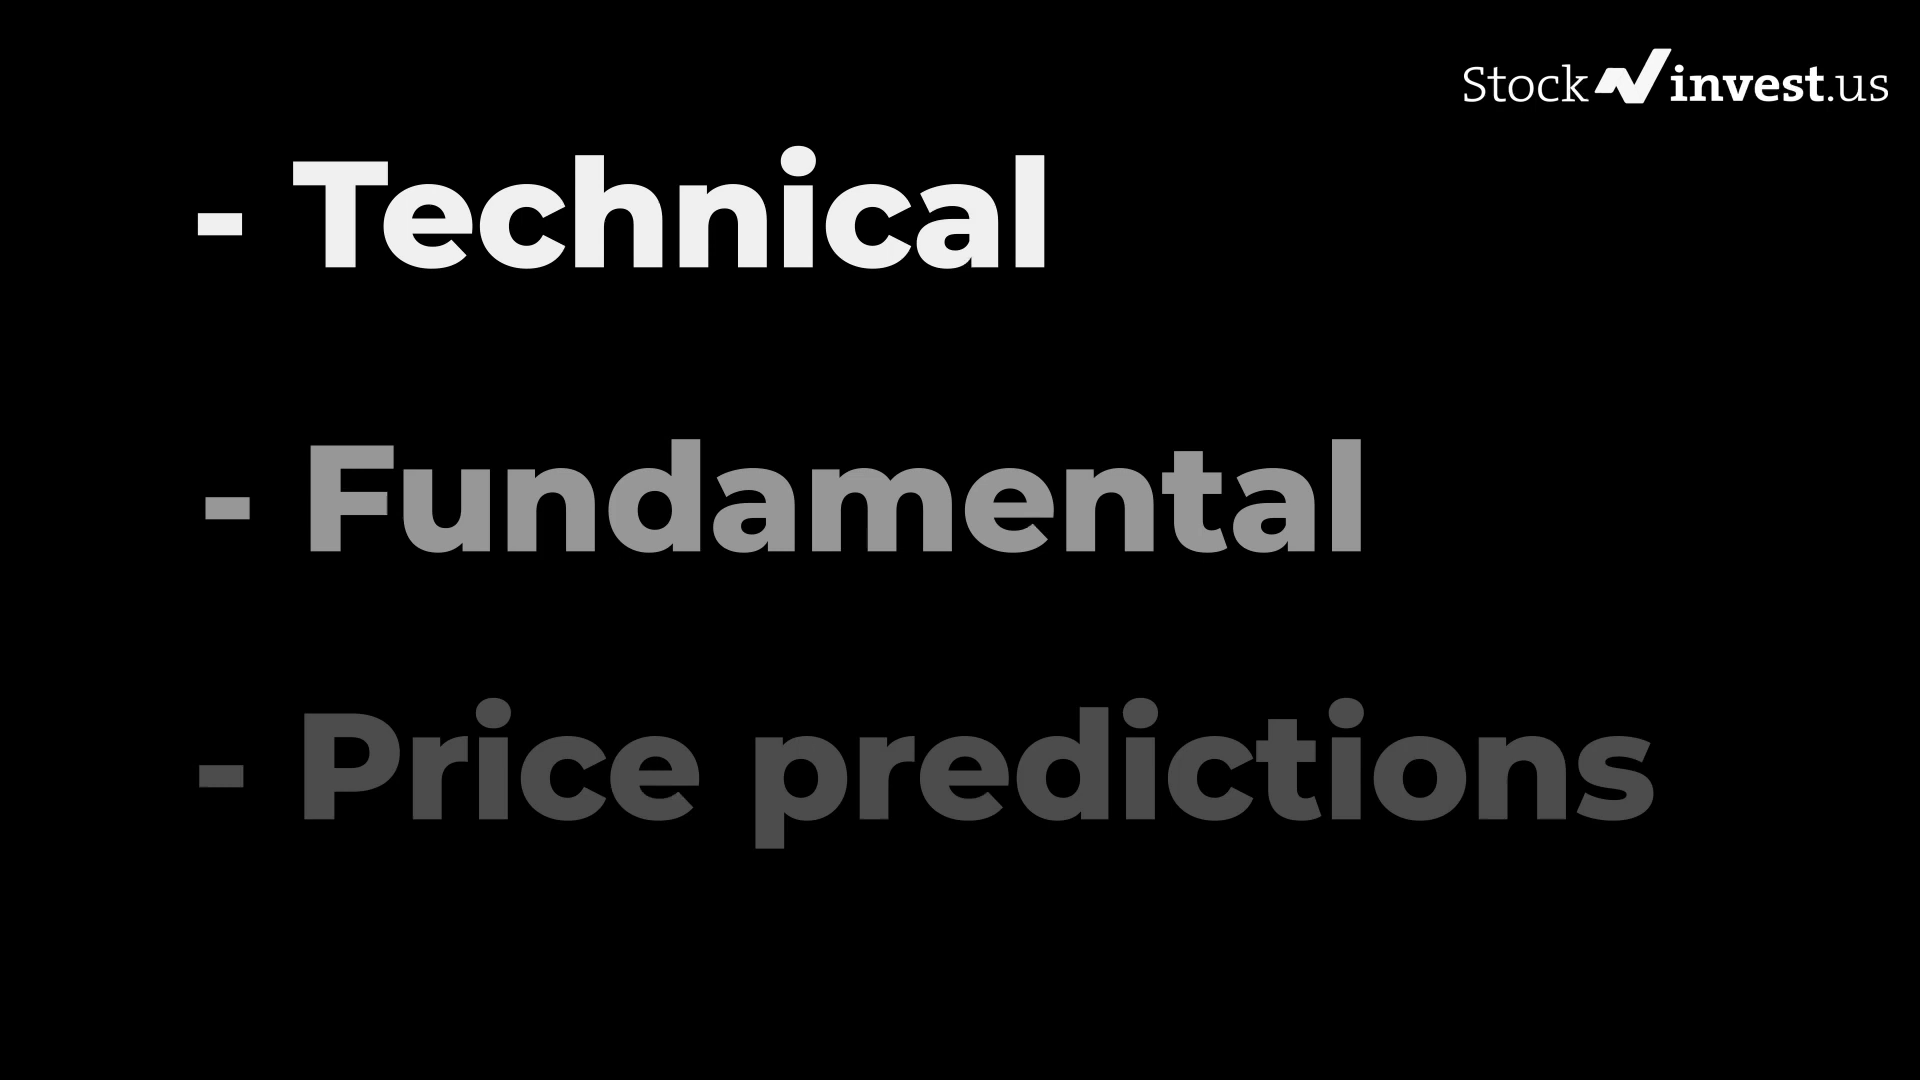 Stock invest.us
- Technical
- Fundamental
- Price predictions